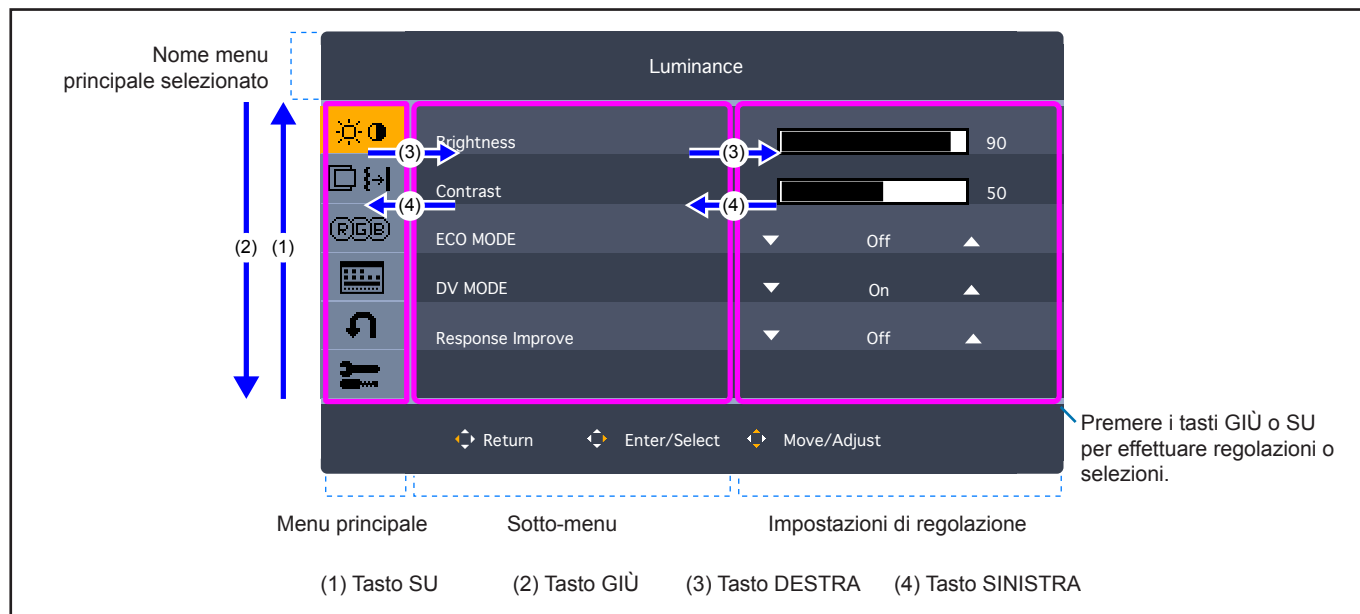 Nome menu
principale selezionato
Luminance
Brightness
90
(3)
(3)
Contrast
50
(4)
(4)
RGB
(2)
(1)
ECO MODE
Off
DV MODE
On
Response Improve
Off
Return
Enter/Select
Move/Adjust
Premere i tasti GIÙ o SU
per effettuare regolazioni o
selezioni.
Menu principale
Sotto-menu
Impostazioni di regolazione
(1) Tasto SU
(2) Tasto GIÙ
(3) Tasto DESTRA
(4) Tasto SINISTRA